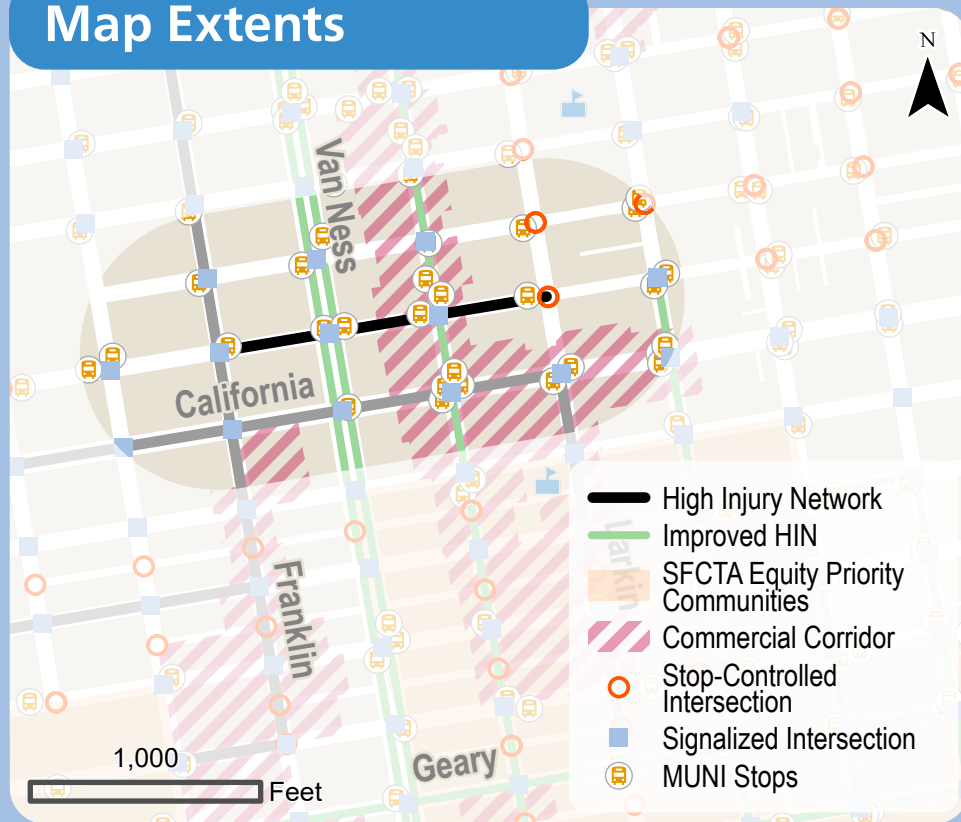 Map Extents
N
Van Ness
California
Franklin
Larkin
Geary
High Injury Network
Improved HIN
SFCTA Equity Priority
Communities
Commercial Corridor
Stop-Controlled
Intersection
Signalized Intersection
MUNI Stops
1,000
Feet